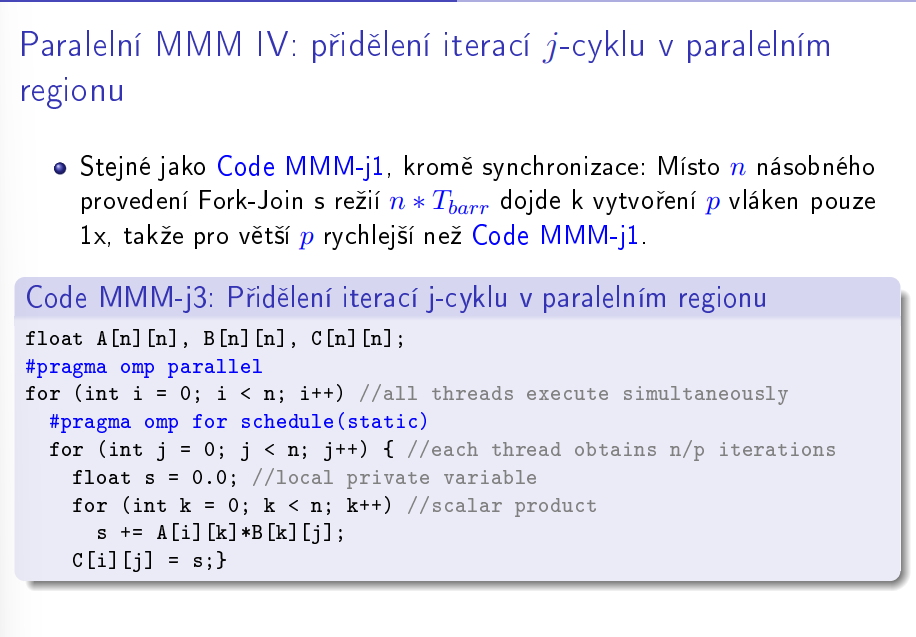 Paralelní MMM IV: přidělení iterací j-cyklu v paralelním
regionu
Stejné jako Code MMM-j1, kromě synchronizace: Místo n násobného
provedení Fork-Join s režií n ∗ T_barr dojde k vytvoření p vláken pouze
1x, takže pro větší p rychlejší než Code MMM-j1.
Code MMM-j3: Přidělení iterací j-cyklu v paralelním regionu
float A[n][n], B[n][n], C[n][n];
#pragma omp parallel
for (int i = 0; i < n; i++) //all threads execute simultaneously
  #pragma omp for schedule(static)
  for (int j = 0; j < n; j++) { //each thread obtains n/p iterations
    float s = 0.0; //local private variable
    for (int k = 0; k < n; k++) //scalar product
      s += A[i][k]*B[k][j];
    C[i][j] = s;}